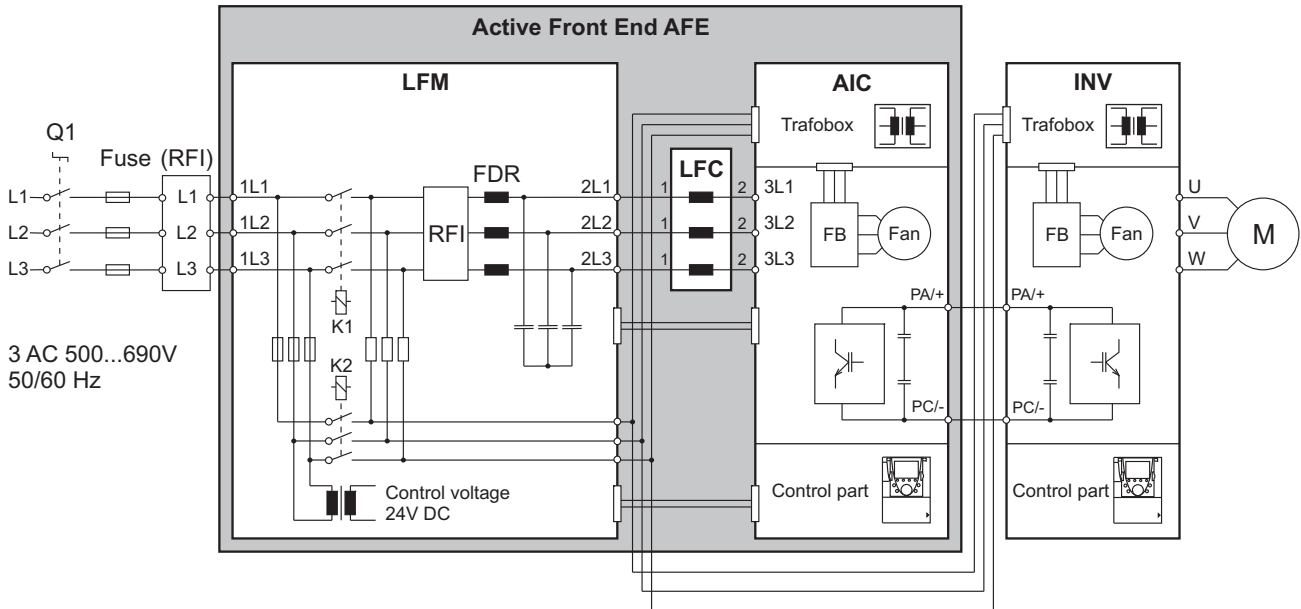 Active Front End AFE
LFM
AIC
INV
Trafobox
Trafobox
Q1
Fuse (RFI)
FDR
LFC
L1
L1
1L1
2L1
1
2
3L1
U
L2
L2
1L2
RFI
2L2
1
2
3L2
FB
Fan
FB
Fan
V
M
L3
L3
1L3
2L3
1
2
3L3
W
PA/+
PA/+
K1
3 AC 500...690V
50/60 Hz
K2
PC/-
PC/-
Control voltage
24V DC
Control part
Control part